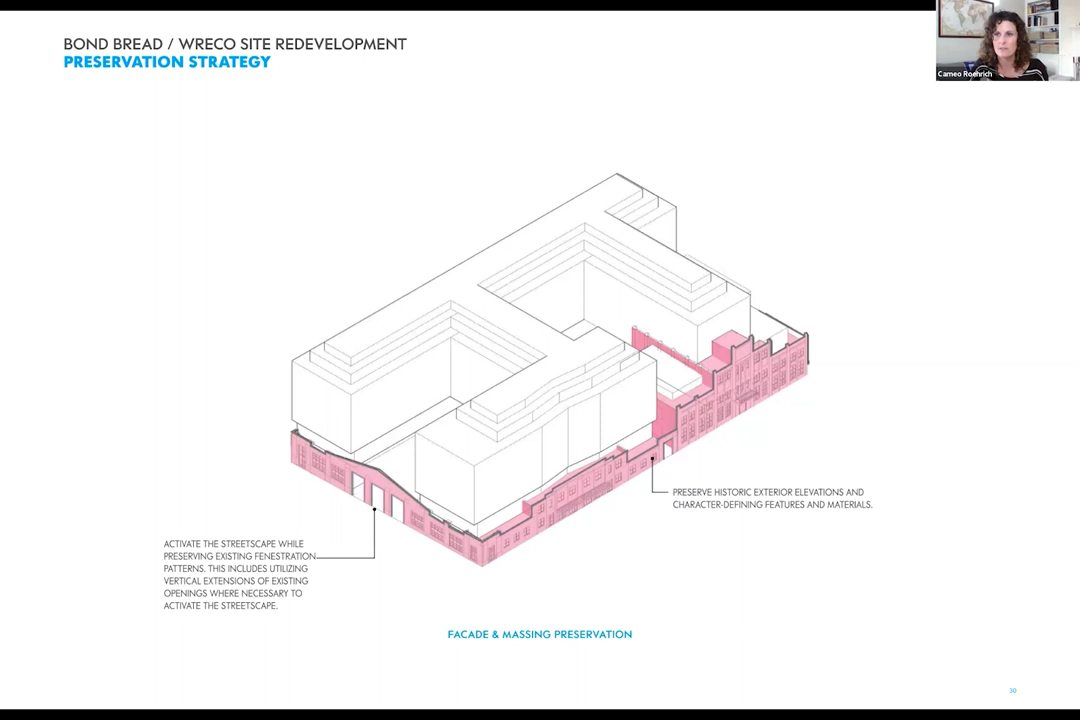 BOND BREAD / WRECO SITE REDEVELOPMENT
PRESERVATION STRATEGY
Cameo Roehrich
PRESERVE HISTORIC EXTERIOR ELEVATIONS AND
CHARACTER-DEFINING FEATURES AND MATERIALS.
ACTIVATE THE STREETSCAPE WHILE
PRESERVING EXISTING FENESTRATION
PATTERNS. THIS INCLUDES UTILIZING
VERTICAL EXTENSIONS OF EXISTING
OPENINGS WHERE NECESSARY TO
ACTIVATE THE STREETSCAPE.
FACADE & MASSING PRESERVATION
30